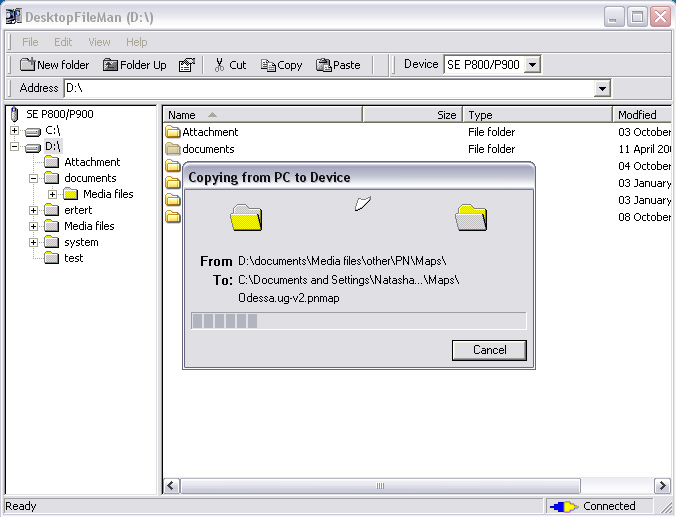 DesktopFileMan (D:\)
File Edit View Help
New folder Folder Up Cut Copy Paste Device SE P800/P900
Address D:\
SE P800/P900
C:\
D:\
Attachment
documents
Media files
ertert
Media files
system
test
Name Size Type Modfied
Attachment File folder 03 October
documents File folder 11 April 200
04 October
03 January
03 January
08 October
Copying from PC to Device
From D:\documents\Media files\other\PN\Maps\
To: C:\Documents and Settings\Natasha...\Maps\
Odessa.ug-v2.pnmap
Cancel
Ready Connected